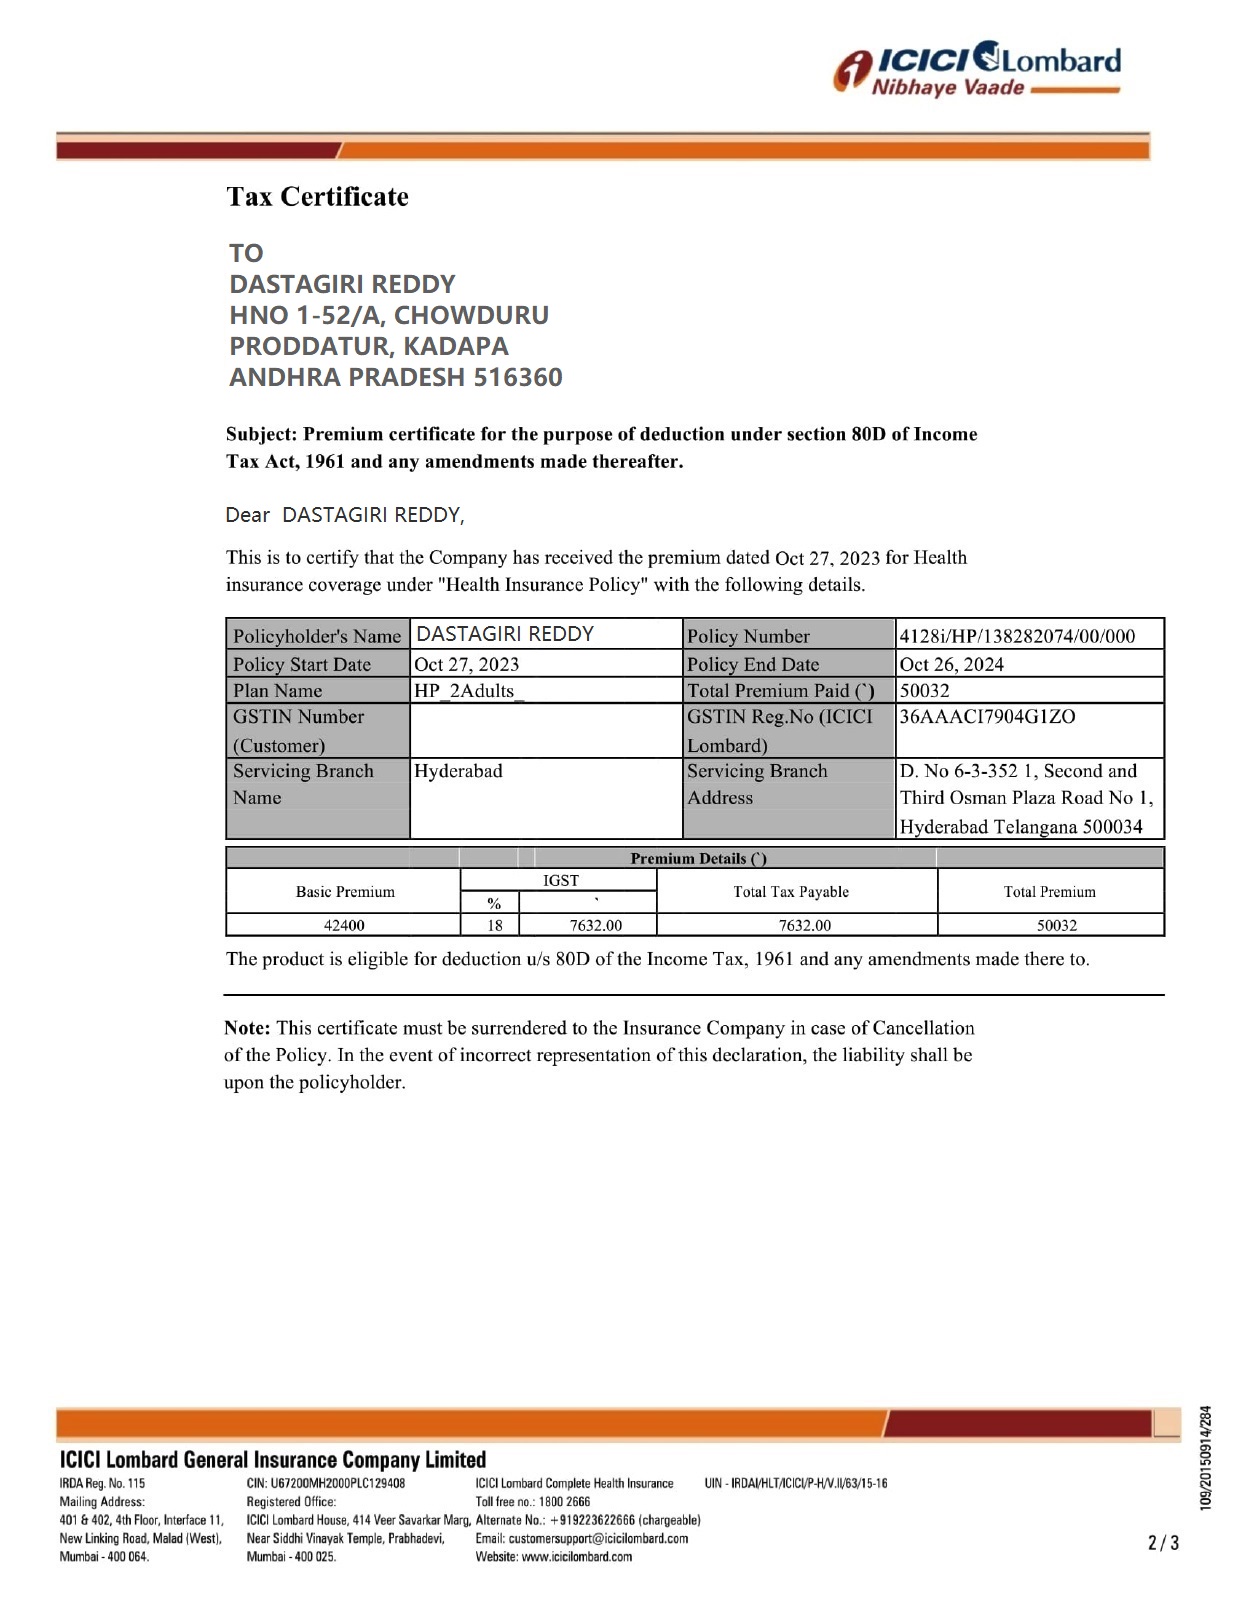 ICICI Lombard
Nibhaye Vaade
Tax Certificate
TO
DASTAGIRI REDDY
HNO 1-52/A, CHOWDURU
PRODDATUR, KADAPA
ANDHRA PRADESH 516360
Subject: Premium certificate for the purpose of deduction under section 80D of Income
Tax Act, 1961 and any amendments made thereafter.
Dear DASTAGIRI REDDY,
This is to certify that the Company has received the premium dated Oct 27, 2023 for Health
insurance coverage under "Health Insurance Policy" with the following details.
Policyholder's Name DASTAGIRI REDDY Policy Number 4128i/HP/138282074/00/000
Policy Start Date Oct 27, 2023 Policy End Date Oct 26, 2024
Plan Name HP_2Adults_ Total Premium Paid (`) 50032
GSTIN Number GSTIN Reg.No (ICICI 36AAACI7904G1ZO
(Customer) Lombard)
Servicing Branch Hyderabad Servicing Branch D. No 6-3-352 1, Second and
Name Address Third Osman Plaza Road No 1,
Hyderabad Telangana 500034
Premium Details (`)
IGST
Basic Premium Total Tax Payable Total Premium
% `
42400 18 7632.00 7632.00 50032
The product is eligible for deduction u/s 80D of the Income Tax, 1961 and any amendments made there to.
Note: This certificate must be surrendered to the Insurance Company in case of Cancellation
of the Policy. In the event of incorrect representation of this declaration, the liability shall be
upon the policyholder.
109/20150914/284
ICICI Lombard General Insurance Company Limited
IRDA Reg. No. 115 CIN: U67200MH2000PLC129408 ICICI Lombard Complete Health Insurance UIN - IRDAI/HLT/ICICI/P-H/V.II/63/15-16
Mailing Address: Registered Office: Toll free no.: 1800 2666
401 & 402, 4th Floor, Interface 11, ICICI Lombard House, 414 Veer Savarkar Marg, Alternate No.: +919223622666 (chargeable)
New Linking Road, Malad (West), Near Siddhi Vinayak Temple, Prabhadevi, Email: customersupport@icicilombard.com
Mumbai - 400 064. Mumbai - 400 025. Website: www.icicilombard.com
2 / 3